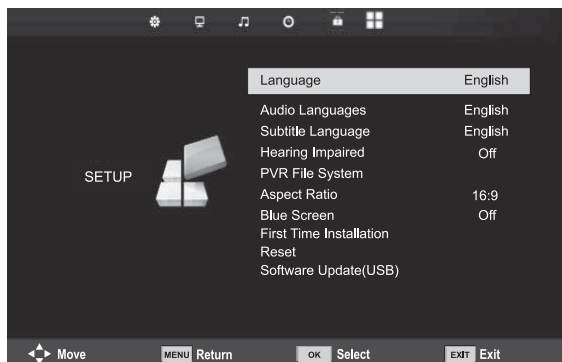 Language English
Audio Languages English
Subtitle Language English
Hearing Impaired Off
SETUP
PVR File System
Aspect Ratio 16:9
Blue Screen Off
First Time Installation
Reset
Software Update(USB)
Move MENU Return OK Select EXIT Exit